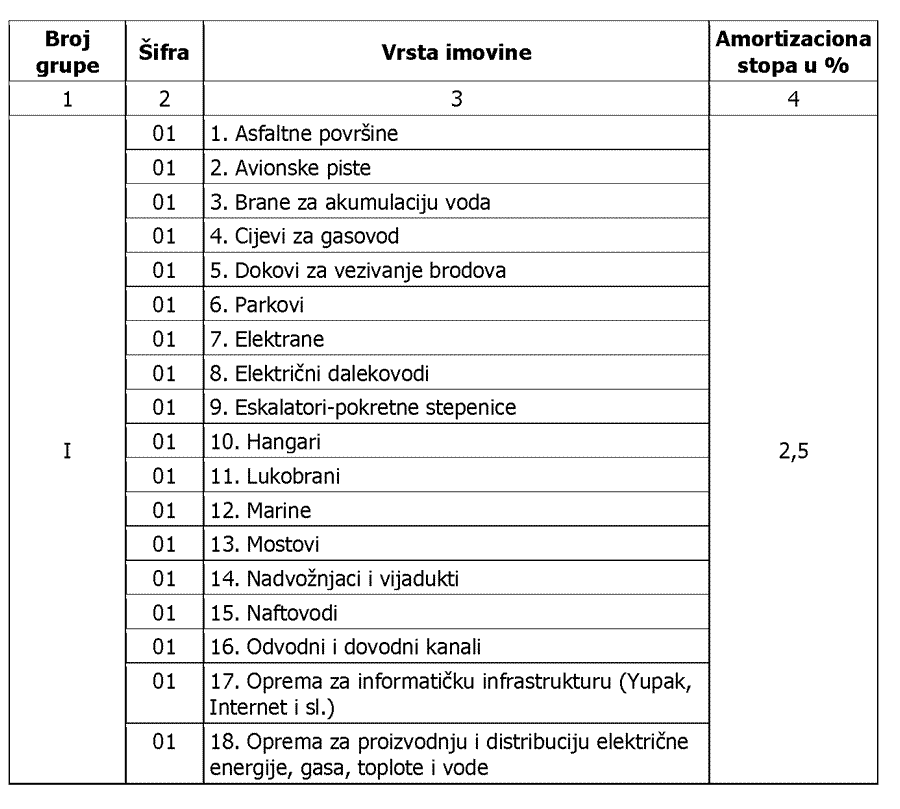 Broj grupe Šifra Vrsta imovine Amortizaciona stopa u %
1 2 3 4
01 1. Asfaltne površine
01 2. Avionske piste
01 3. Brane za akumulaciju voda
01 4. Cijevi za gasovod
01 5. Dokovi za vezivanje brodova
01 6. Parkovi
01 7. Elektrane
01 8. Električni dalekovodi
01 9. Eskalatori-pokretne stepenice
I 01 10. Hangari 2,5
01 11. Lukobrani
01 12. Marine
01 13. Mostovi
01 14. Nadvožnjaci i vijadukti
01 15. Naftovodi
01 16. Odvodni i dovodni kanali
01 17. Oprema za informatičku infrastrukturu (Yupak,
Internet i sl.)
01 18. Oprema za proizvodnju i distribuciju električne
energije, gasa, toplote i vode